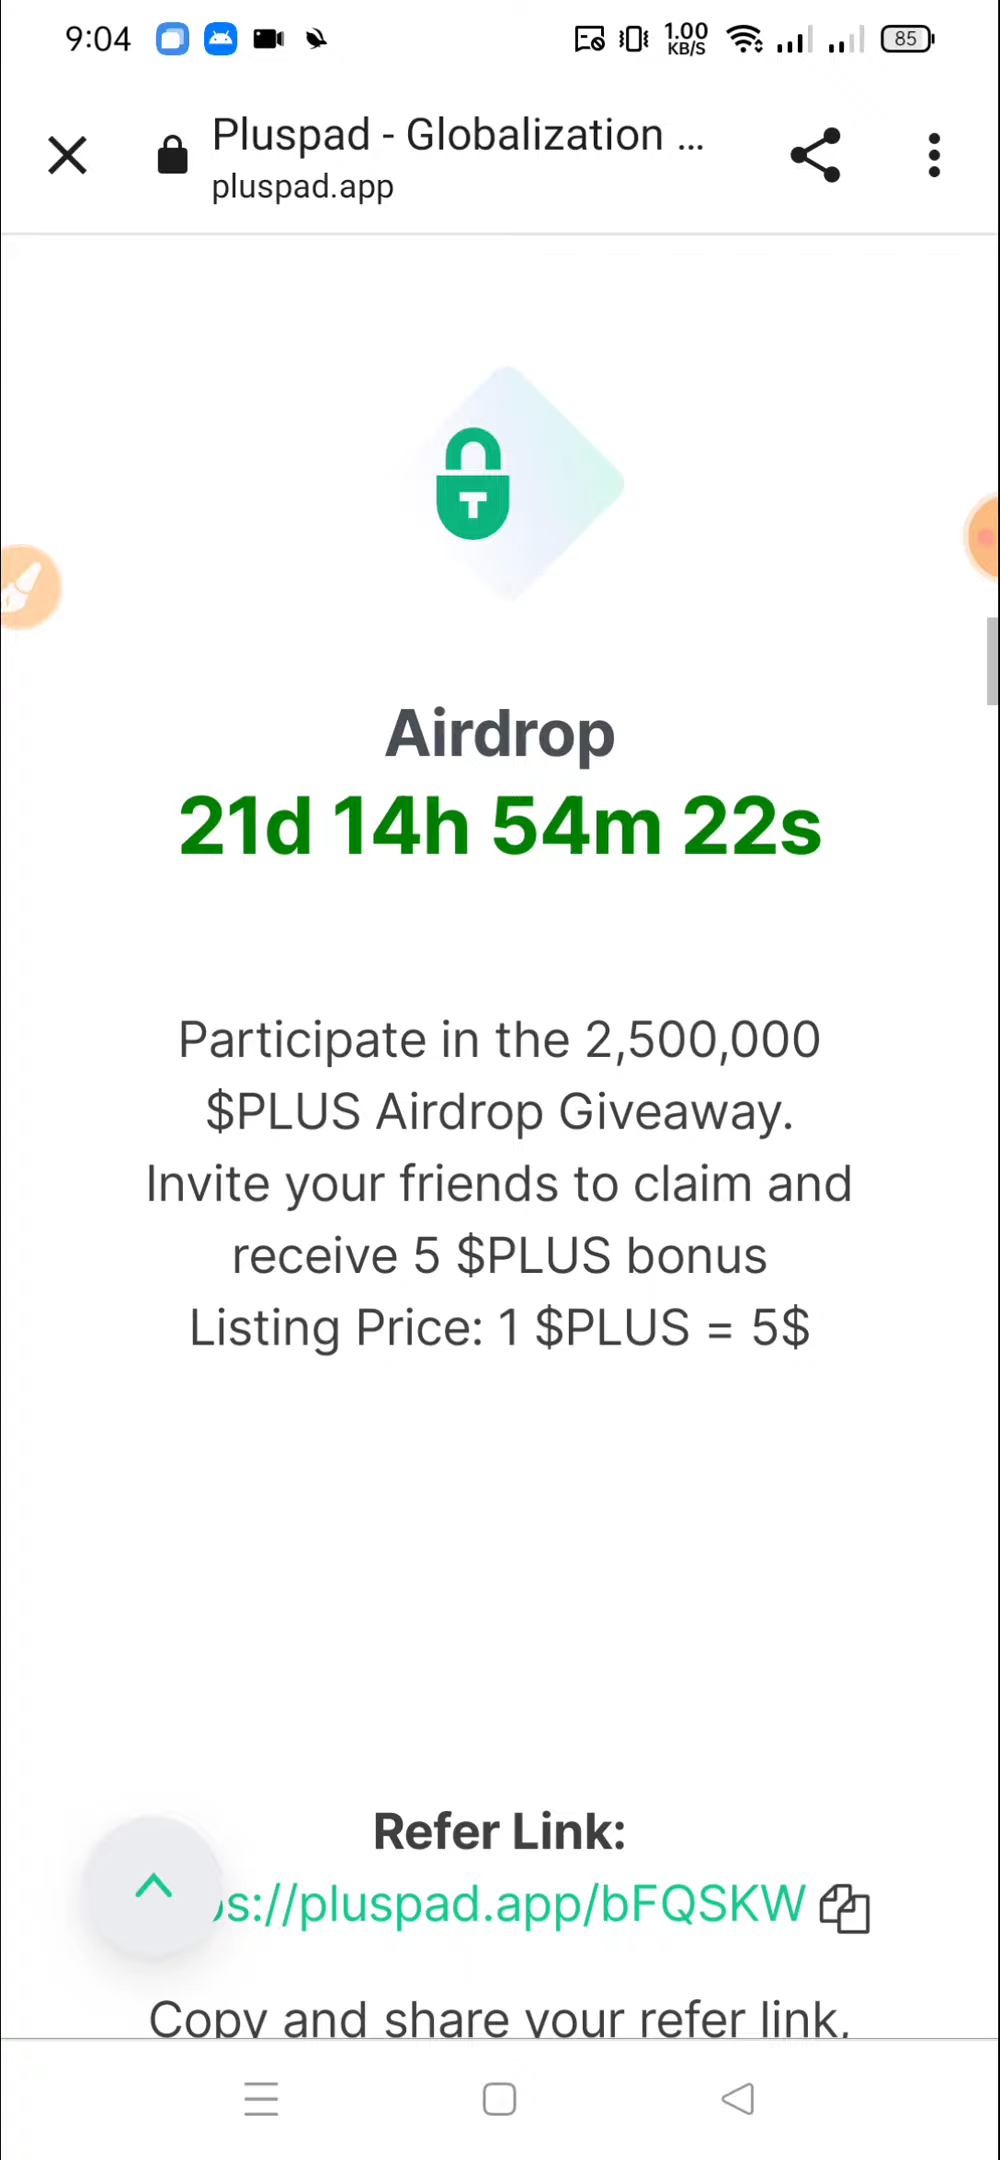 9:04
1.00
KB/S
85
Pluspad - Globalization ...
pluspad.app
T
Airdrop
21d 14h 54m 22s
Participate in the 2,500,000
$PLUS Airdrop Giveaway.
Invite your friends to claim and
receive 5 $PLUS bonus
Listing Price: 1 $PLUS = 5$
Refer Link:
s://pluspad.app/bFQSKW
Copy and share your refer link,